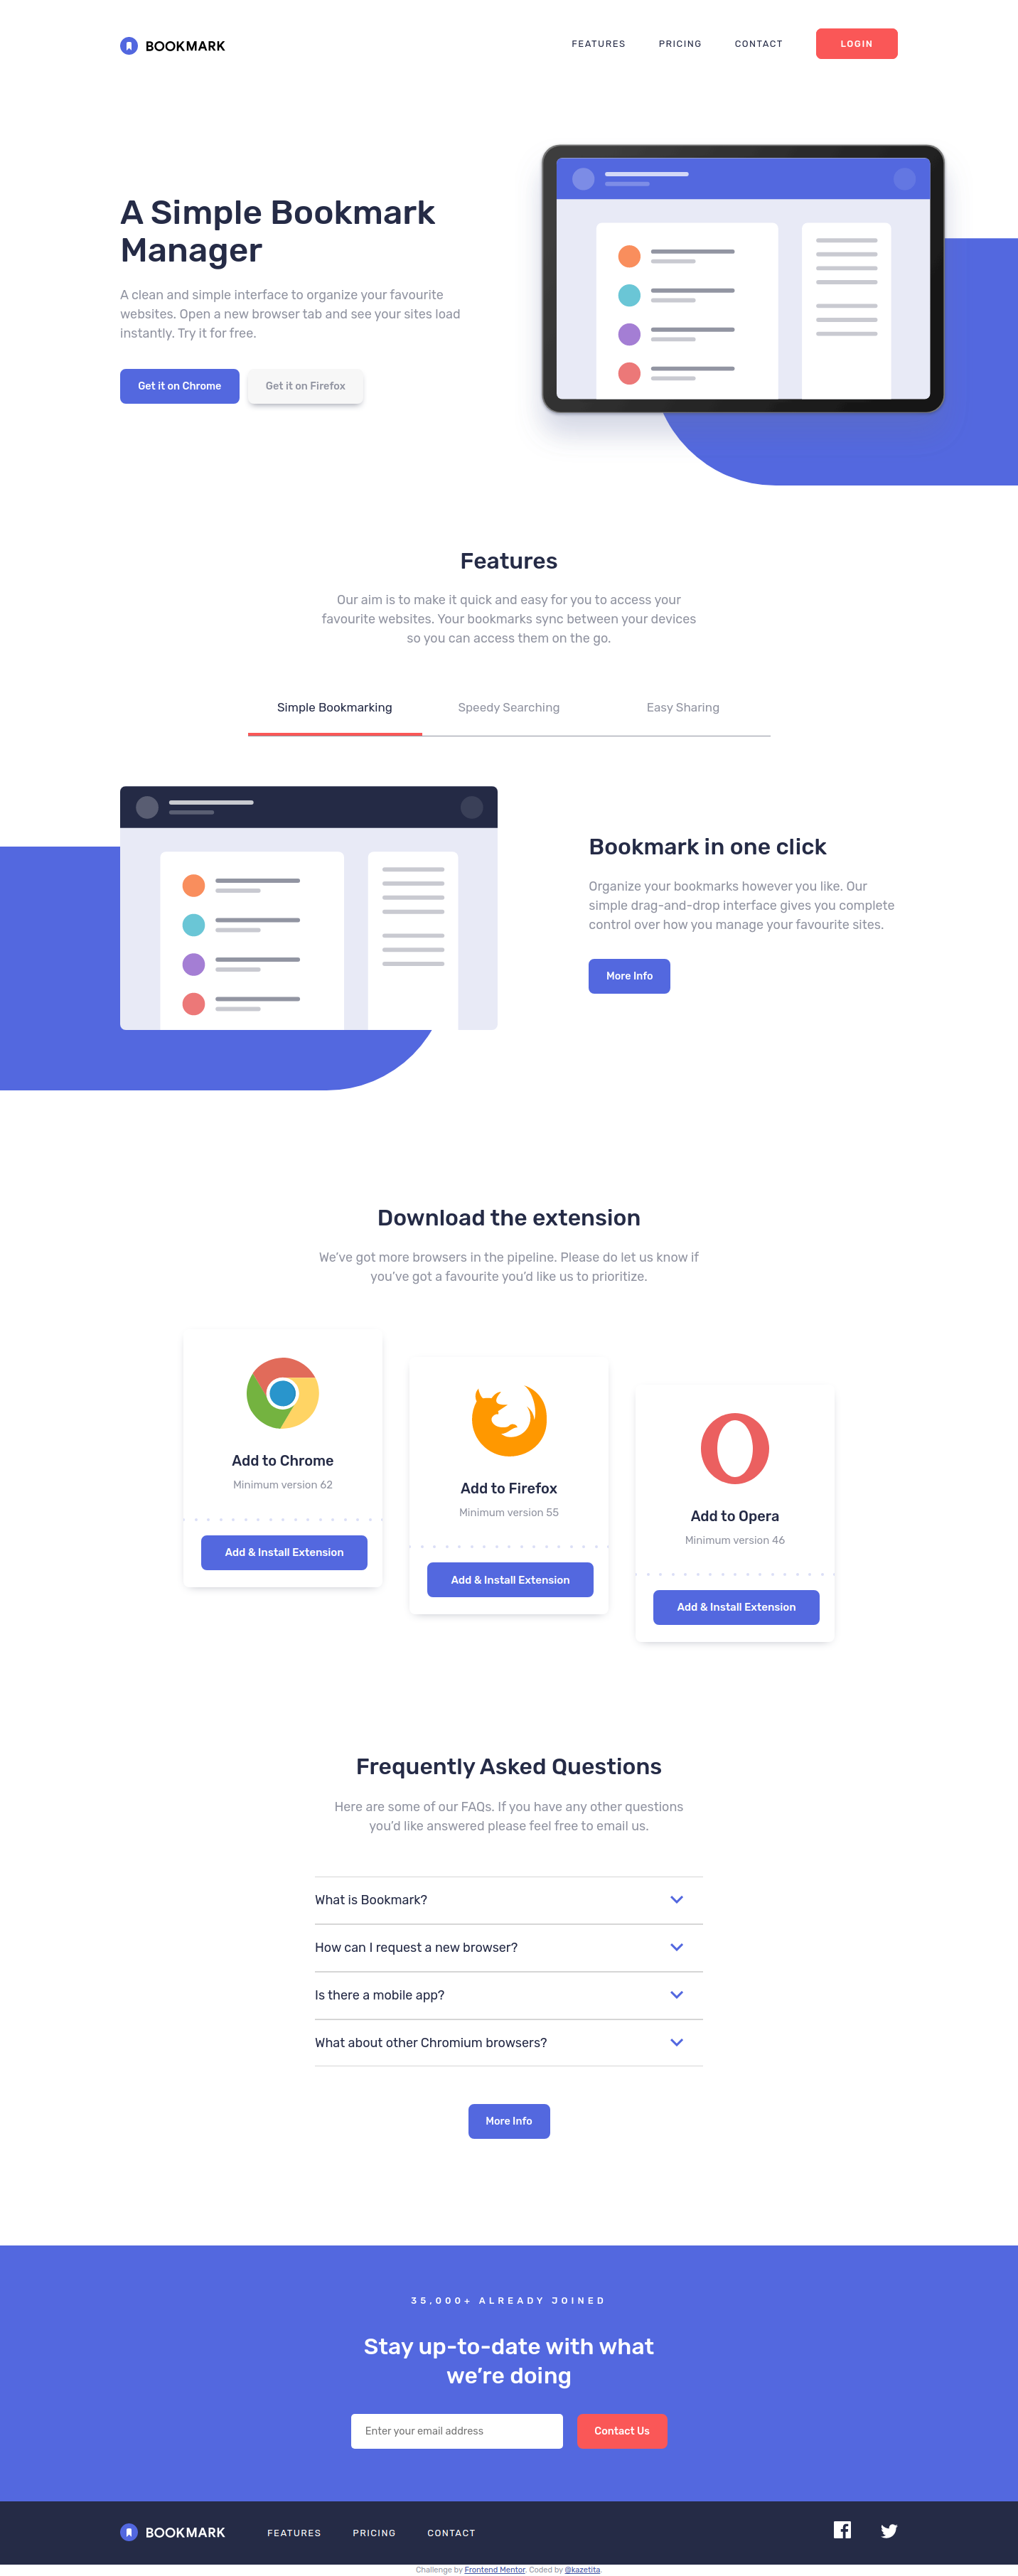 BOOKMARK
FEATURES
PRICING
CONTACT
LOGIN
A Simple Bookmark
Manager
A clean and simple interface to organize your favourite
websites. Open a new browser tab and see your sites load
instantly. Try it for free.
Get it on Chrome
Get it on Firefox
Features
Our aim is to make it quick and easy for you to access your
favourite websites. Your bookmarks sync between your devices
so you can access them on the go.
Simple Bookmarking
Speedy Searching
Easy Sharing
Bookmark in one click
Organize your bookmarks however you like. Our
simple drag-and-drop interface gives you complete
control over how you manage your favourite sites.
More Info
Download the extension
We've got more browsers in the pipeline. Please do let us know if
you've got a favourite you'd like us to prioritize.
Add to Chrome
Minimum version 62
Add & Install Extension
Add to Firefox
Minimum version 55
Add & Install Extension
Add to Opera
Minimum version 46
Add & Install Extension
Frequently Asked Questions
Here are some of our FAQs. If you have any other questions
you'd like answered please feel free to email us.
What is Bookmark?
How can I request a new browser?
Is there a mobile app?
What about other Chromium browsers?
More Info
35,000+ ALREADY JOINED
Stay up-to-date with what
we're doing
Enter your email address
Contact Us
BOOKMARK
FEATURES
PRICING
CONTACT
Challenge by Frontend Mentor. Coded by @kazetita.